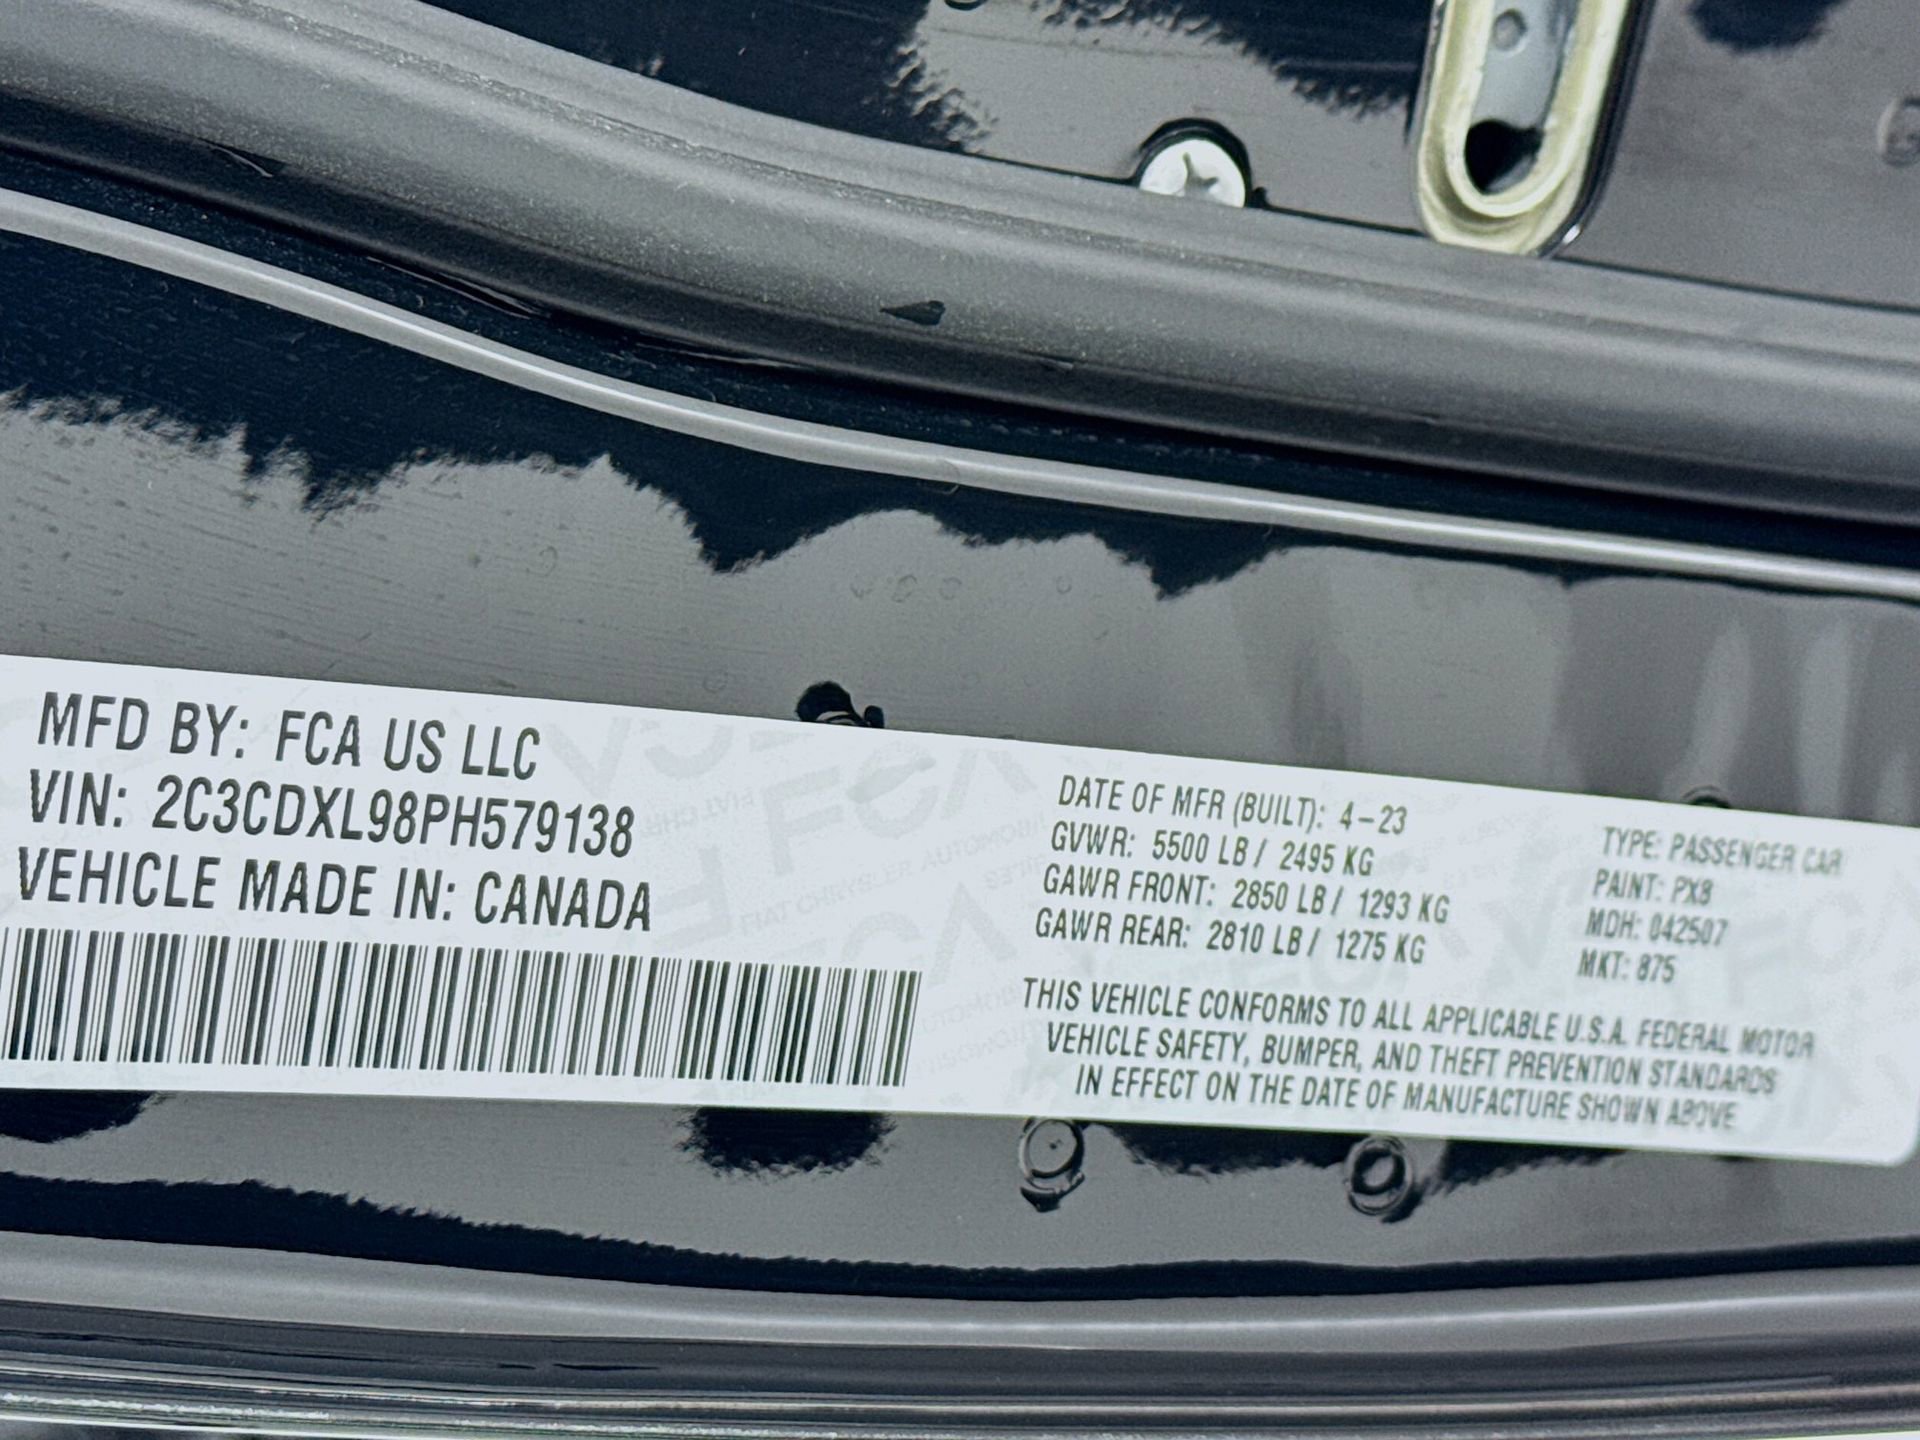 MFD BY: FCA US LLC
VIN: 2C3CDXL98PH579138
VEHICLE MADE IN: CANADA
DATE OF MFR (BUILT): 4-23
GVWR: 5500 LB / 2495 KG
GAWR FRONT: 2850 LB / 1293 KG
GAWR REAR: 2810 LB / 1275 KG
TYPE: PASSENGER CAR
PAINT: PX8
MDH: 042507
MKT: 875
THIS VEHICLE CONFORMS TO ALL APPLICABLE U.S.A. FEDERAL MOTOR
VEHICLE SAFETY, BUMPER, AND THEFT PREVENTION STANDARDS
IN EFFECT ON THE DATE OF MANUFACTURE SHOWN ABOVE